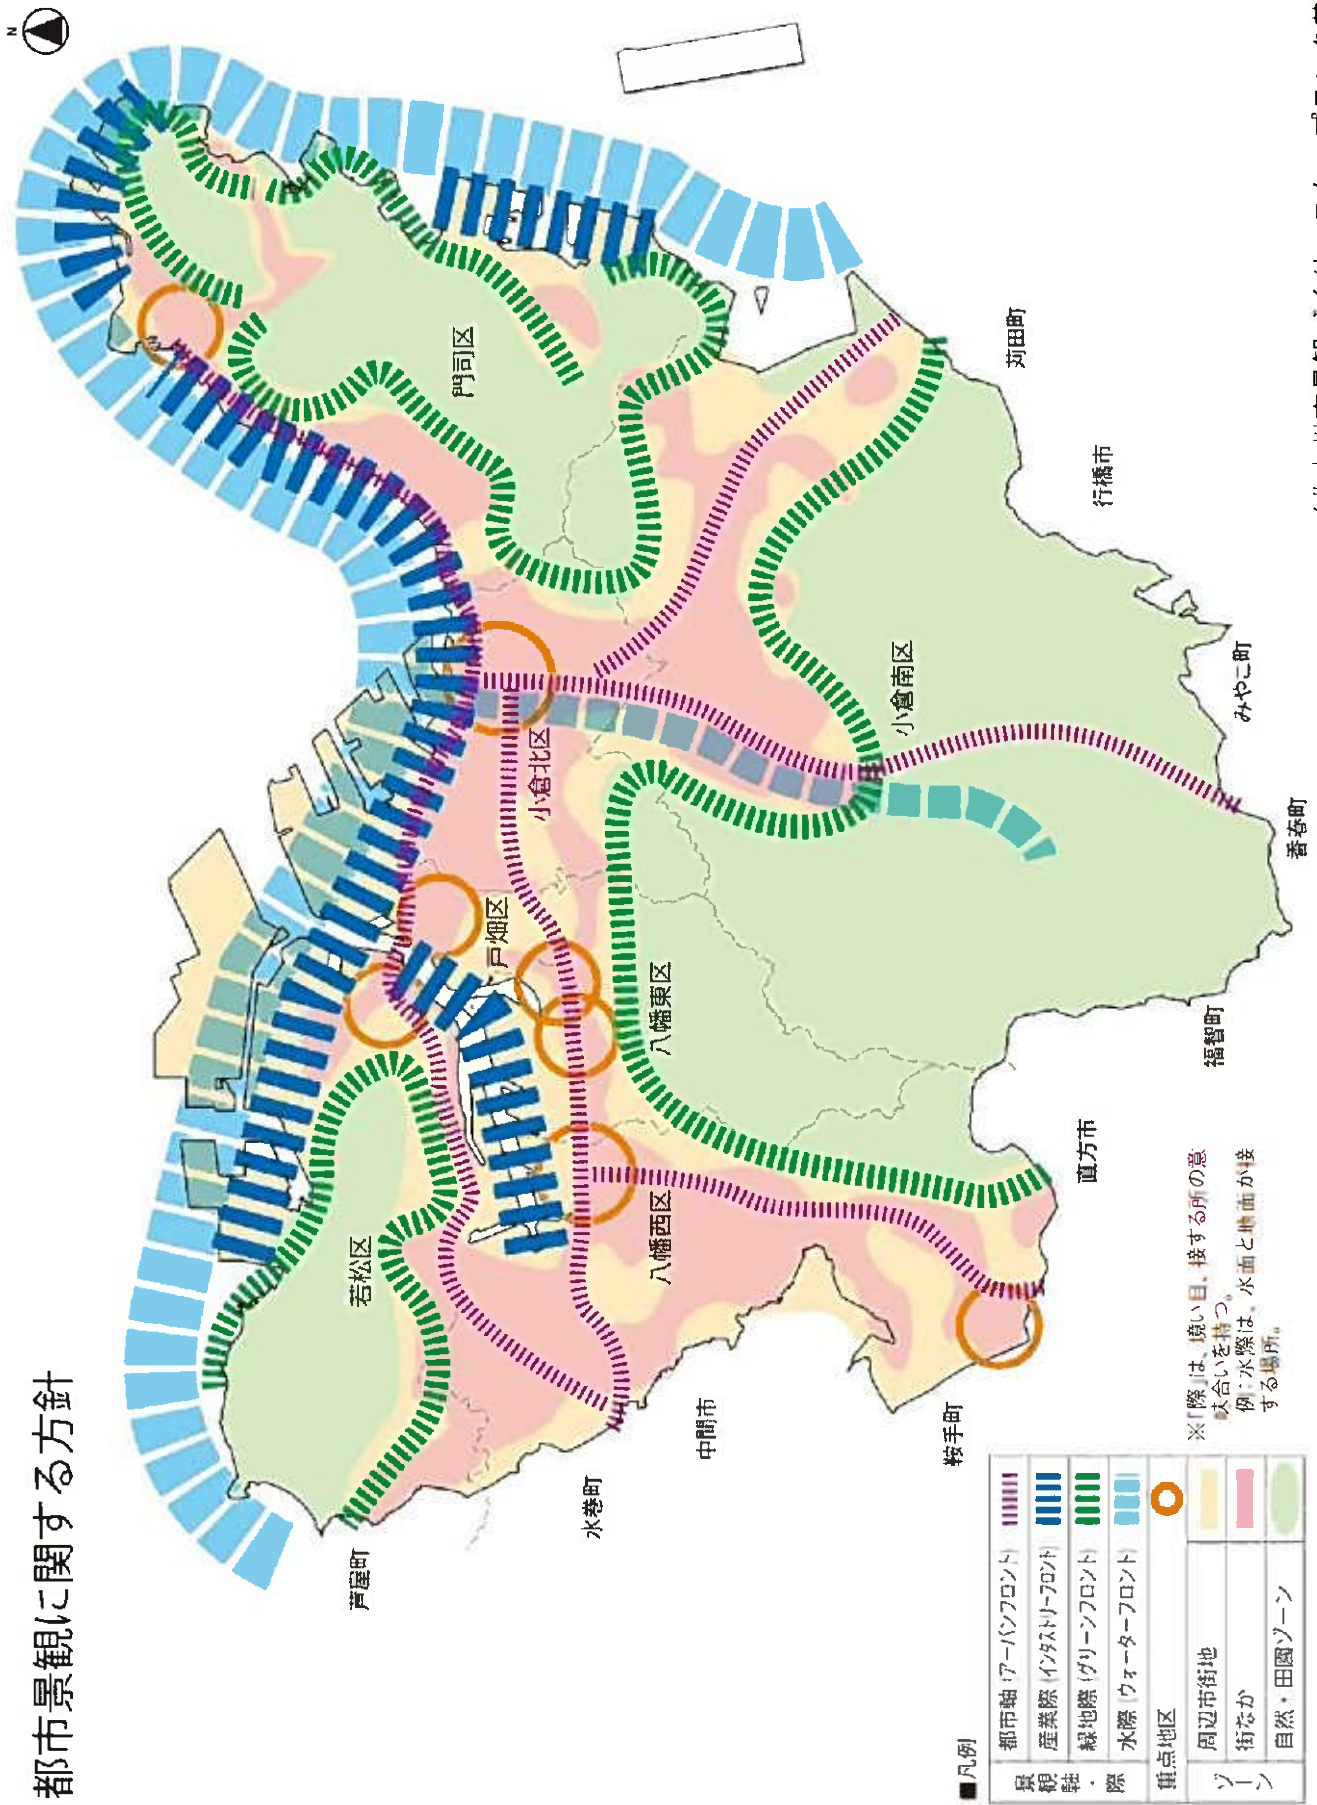 都市景観に関する方針
N
門司区
小倉北区
戸畑区
若松区
八幡東区
八幡西区
小倉南区
芦屋町
水巻町
中間市
鞍手町
直方市
福智町
香春町
みやこ町
行橋市
苅田町
■凡例
景観軸・際
都市軸(アーバンフロント)
産業際(インダストリーフロント)
緑地際(グリーンフロント)
水際(ウォーターフロント)
重点地区
ゾーン
周辺市街地
街なか
自然・田園ゾーン
※「際」は、境い目、接する所の意
味合いを持つ。
例:水際は、水面と地面が接
する場所。